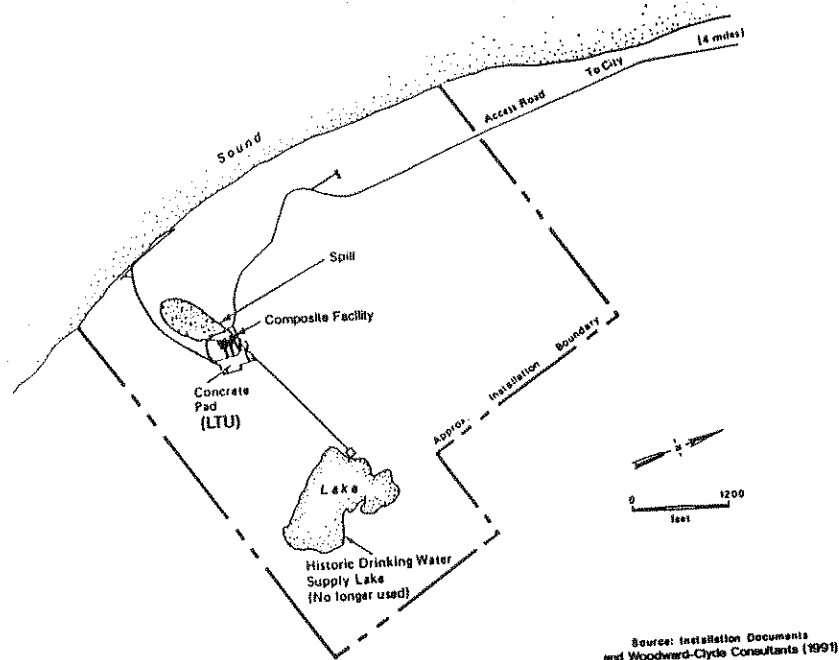 (4 miles)
To City
Access Road
Sound
Spill
Composite Facility
Concrete
Pad
(LTU)
Approx. Installation Boundary
Lake
N
0 1200
feet
Historic Drinking Water
Supply Lake
(No longer used)
Source: Installation Documents
and Woodward-Clyde Consultants (1991)